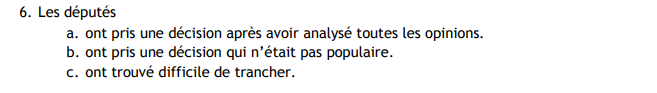 6. Les députés
a. ont pris une décision après avoir analysé toutes les opinions.
b. ont pris une décision qui n'était pas populaire.
c. ont trouvé difficile de trancher.